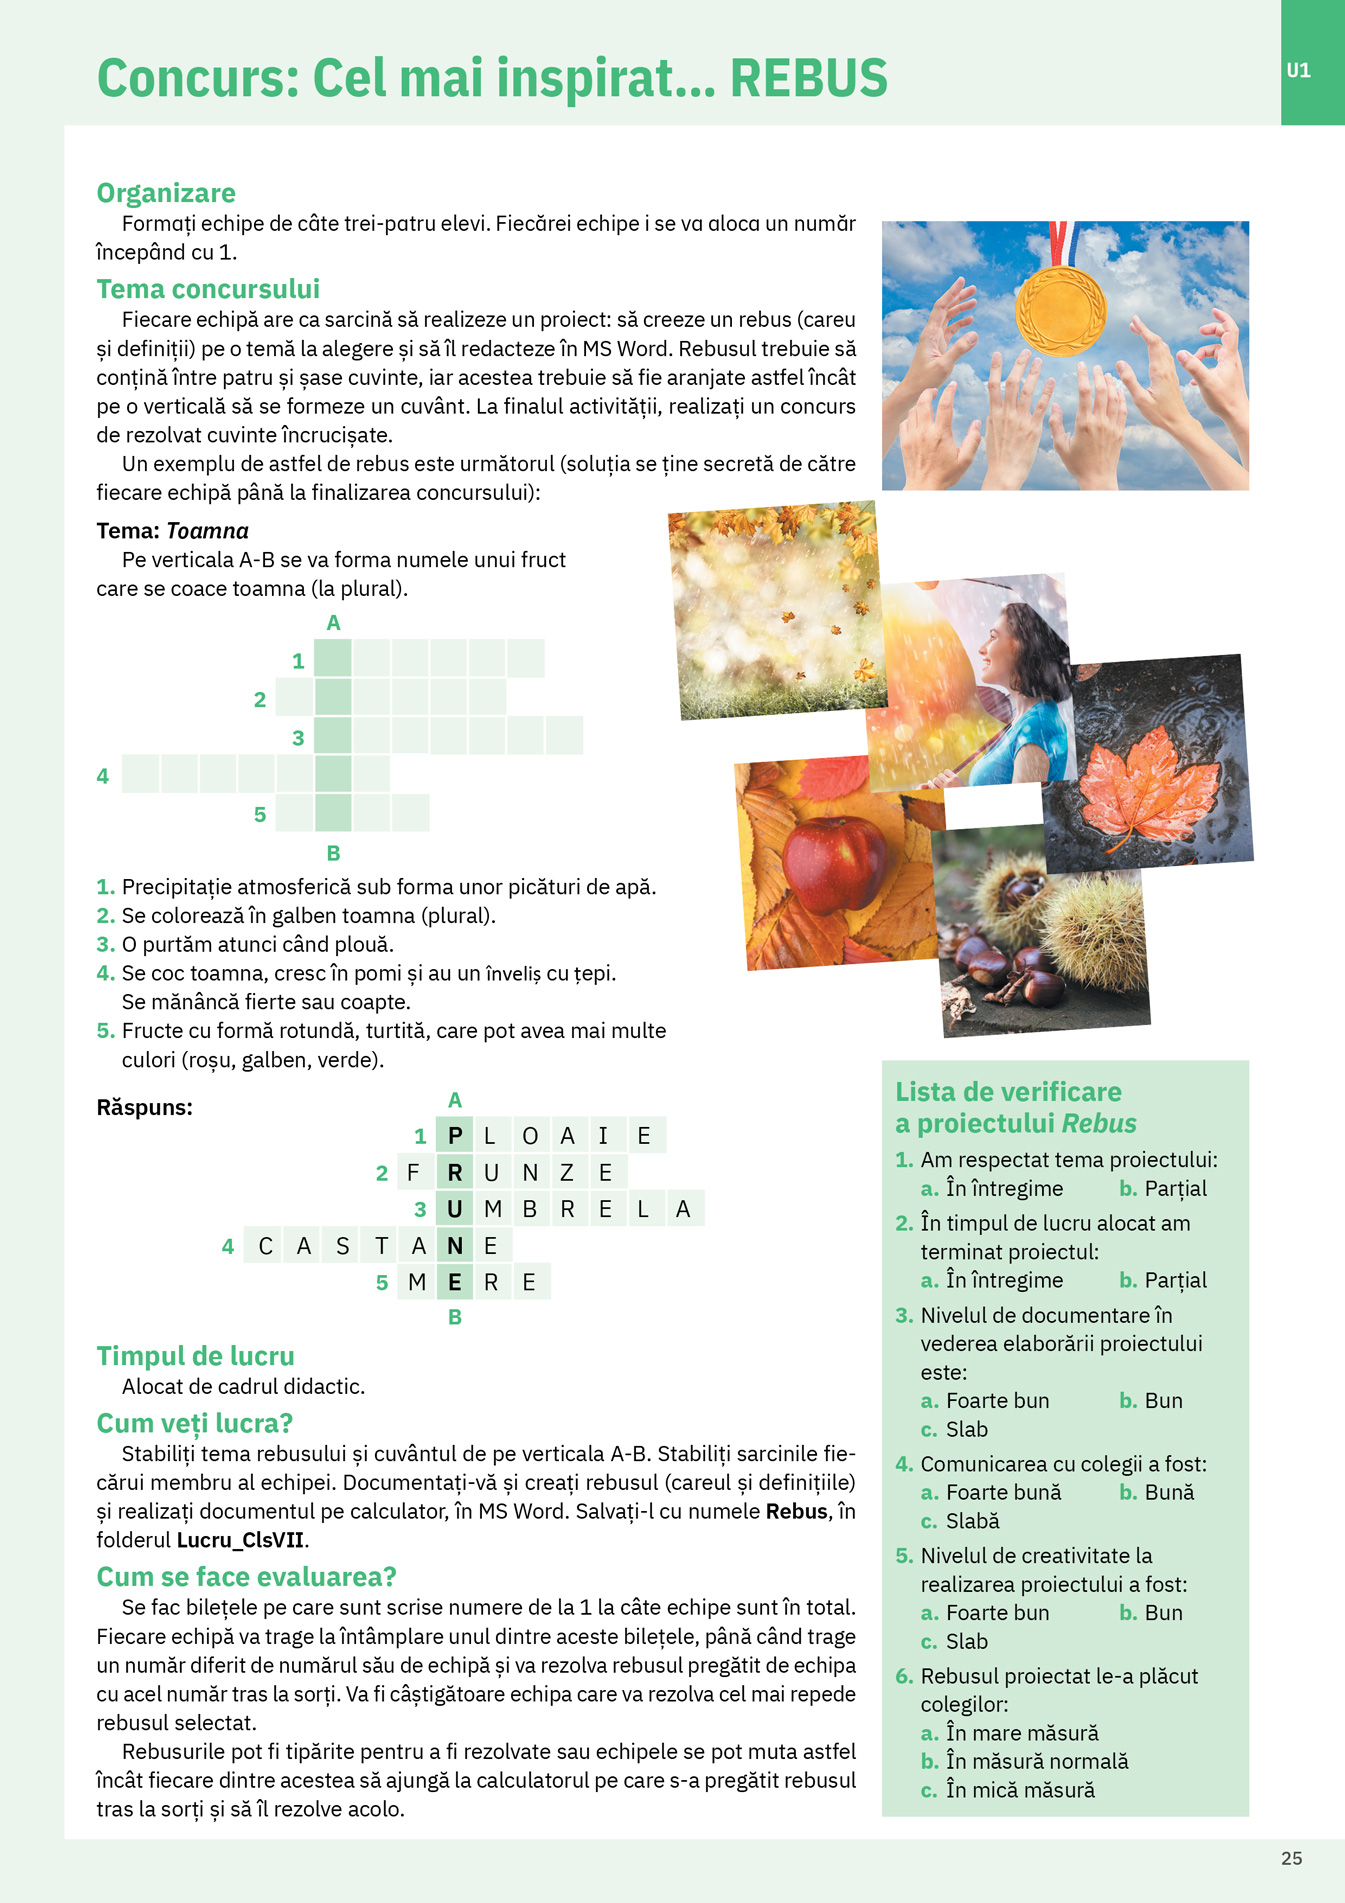 Concurs: Cel mai inspirat... REBUS
U1
Organizare
Formați echipe de câte trei-patru elevi. Fiecărei echipe i se va aloca un număr
începând cu 1.
Tema concursului
Fiecare echipă are ca sarcină să realizeze un proiect: să creeze un rebus (careu
și definiții) pe o temă la alegere și să îl redacteze în MS Word. Rebusul trebuie să
conțină între patru și șase cuvinte, iar acestea trebuie să fie aranjate astfel încât
pe o verticală să se formeze un cuvânt. La finalul activității, realizați un concurs
de rezolvat cuvinte încrucișate.
Un exemplu de astfel de rebus este următorul (soluția se ține secretă de către
fiecare echipă până la finalizarea concursului):
Tema: Toamna
Pe verticala A-B se va forma numele unui fruct
care se coace toamna (la plural).
A
1
2
3
4
5
B
1. Precipitație atmosferică sub forma unor picături de apă.
2. Se colorează în galben toamna (plural).
3. O purtăm atunci când plouă.
4. Se coc toamna, cresc în pomi și au un înveliș cu țepi.
Se mănâncă fierte sau coapte.
5. Fructe cu formă rotundă, turtită, care pot avea mai multe
culori (roșu, galben, verde).
Răspuns:
A
1 P L O A I E
2 F R U N Z E
3 U M B R E L A
4 C A S T A N E
5 M E R E
B
Timpul de lucru
Alocat de cadrul didactic.
Cum veți lucra?
Stabiliți tema rebusului și cuvântul de pe verticala A-B. Stabiliți sarcinile fie-
cărui membru al echipei. Documentați-vă și creați rebusul (careul și definițiile)
și realizați documentul pe calculator, în MS Word. Salvați-l cu numele Rebus, în
folderul Lucru_ClsVII.
Cum se face evaluarea?
Se fac bilețele pe care sunt scrise numere de la 1 la câte echipe sunt în total.
Fiecare echipă va trage la întâmplare unul dintre aceste bilețele, până când trage
un număr diferit de numărul său de echipă și va rezolva rebusul pregătit de echipa
cu acel număr tras la sorți. Va fi câștigătoare echipa care va rezolva cel mai repede
rebusul selectat.
Rebusurile pot fi tipărite pentru a fi rezolvate sau echipele se pot muta astfel
încât fiecare dintre acestea să ajungă la calculatorul pe care s-a pregătit rebusul
tras la sorți și să îl rezolve acolo.
Lista de verificare
a proiectului Rebus
1. Am respectat tema proiectului:
a. În întregime b. Parțial
2. În timpul de lucru alocat am
terminat proiectul:
a. În întregime b. Parțial
3. Nivelul de documentare în
vederea elaborării proiectului
este:
a. Foarte bun b. Bun
c. Slab
4. Comunicarea cu colegii a fost:
a. Foarte bună b. Bună
c. Slabă
5. Nivelul de creativitate la
realizarea proiectului a fost:
a. Foarte bun b. Bun
c. Slab
6. Rebusul proiectat le-a plăcut
colegilor:
a. În mare măsură
b. În măsură normală
c. În mică măsură
25